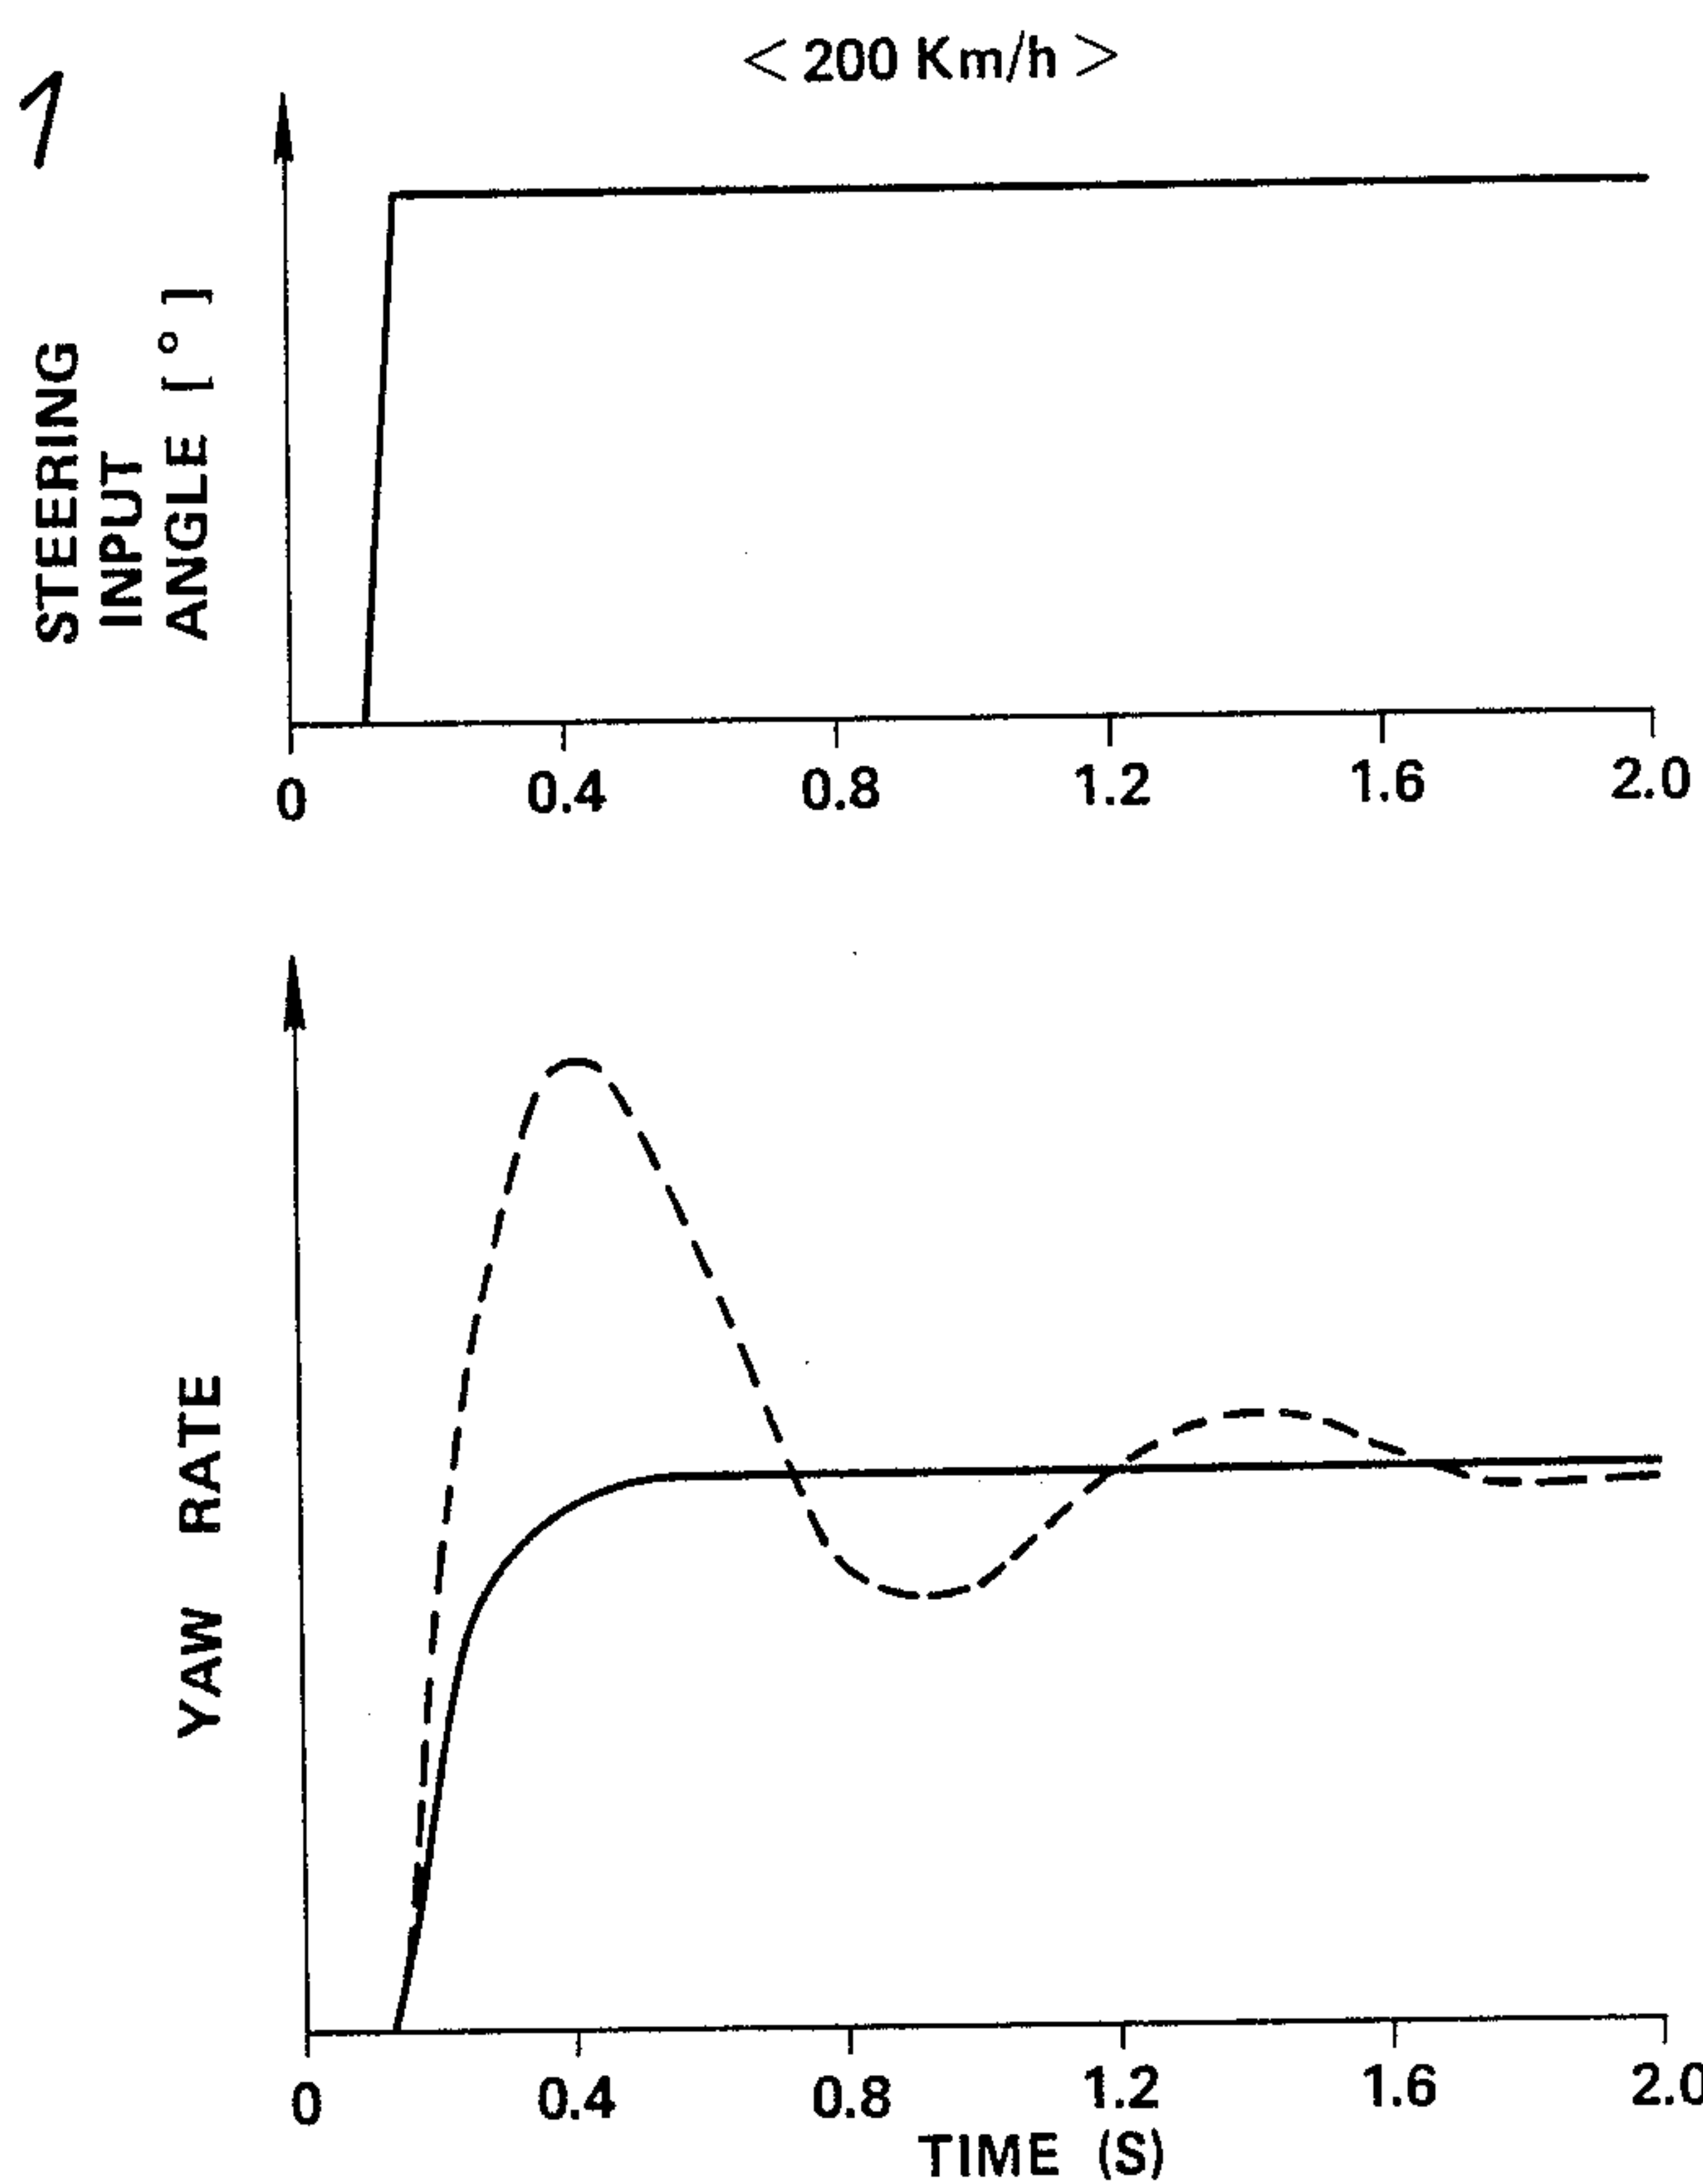 1
< 200 Km/h >
STEERING
INPUT
ANGLE [ ° ]
0 0.4 0.8 1.2 1.6 2.0
YAW RATE
0 0.4 0.8 1.2 1.6 2.0
TIME (S)